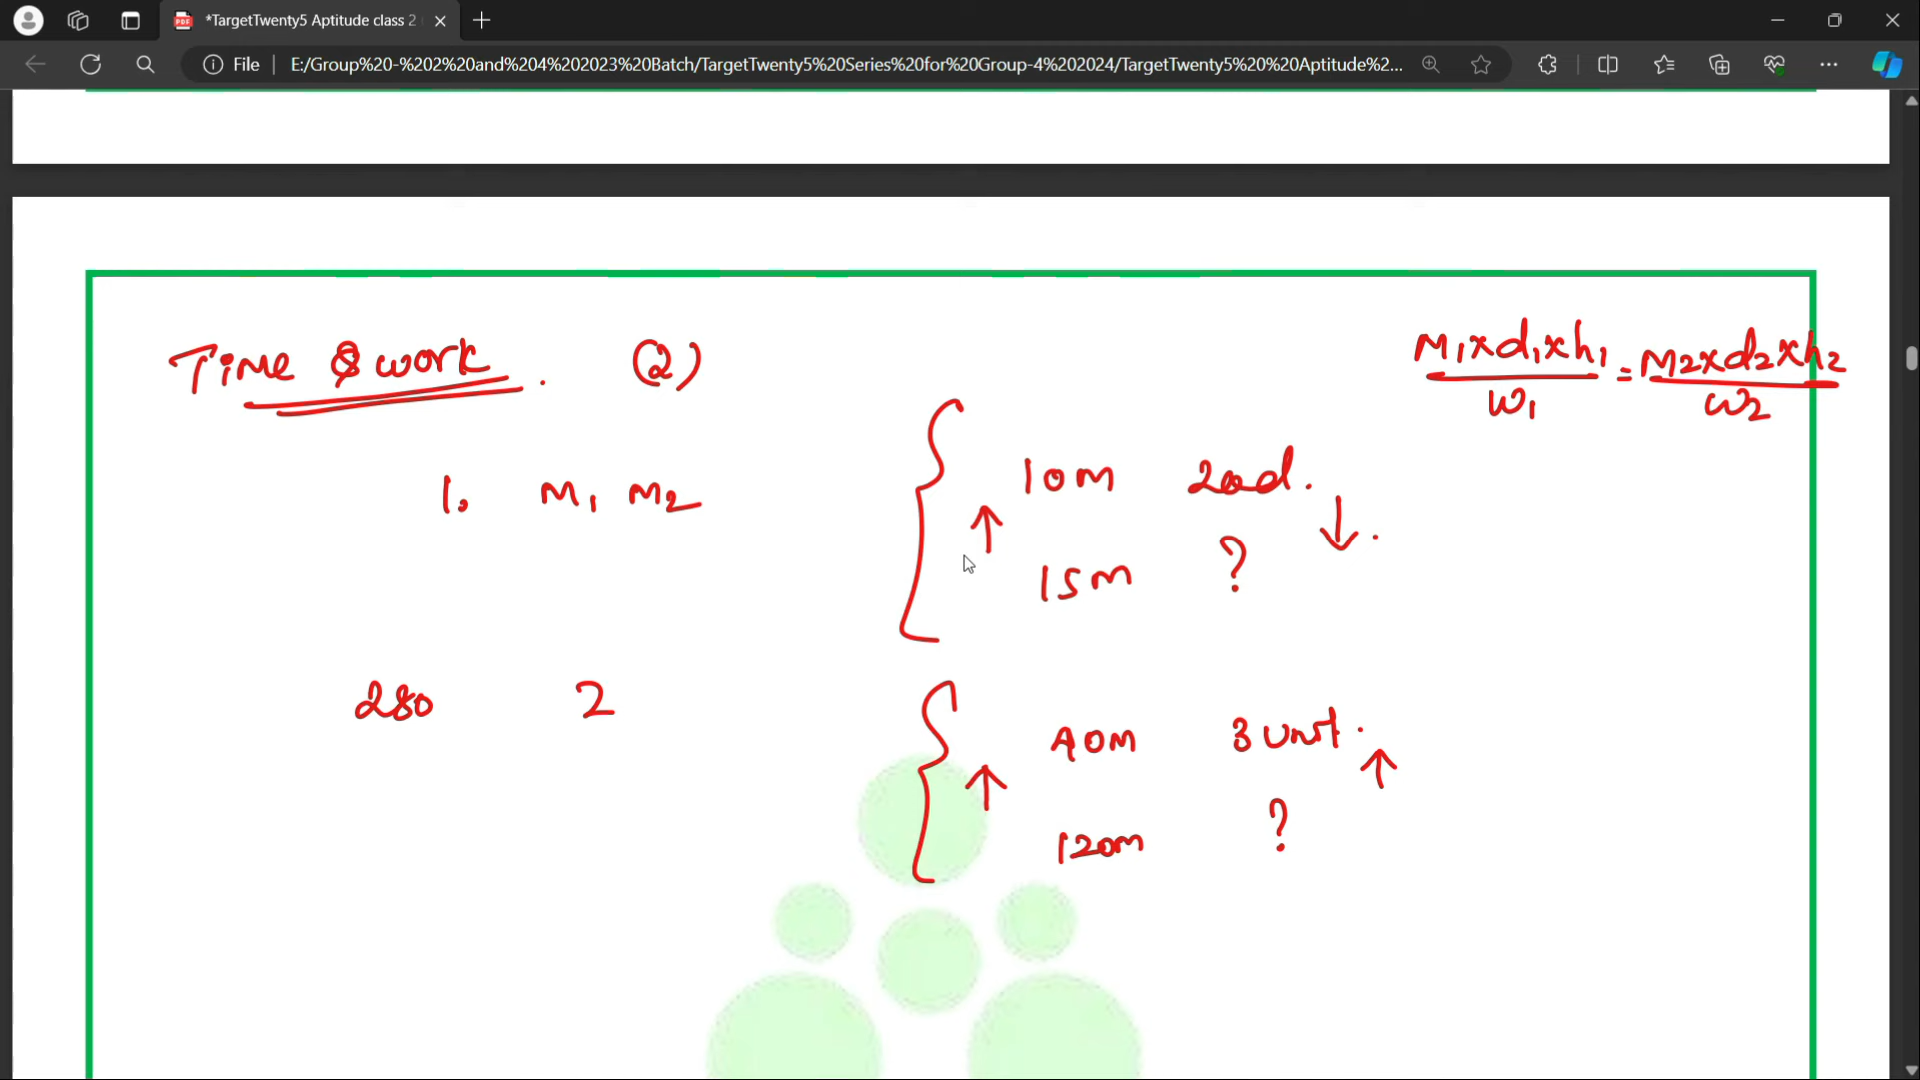 *TargetTwenty5 Aptitude class 2
File E:/Group%20-%202%20and%204%202023%20Batch/TargetTwenty5%20Series%20for%20Group-4%202024/TargetTwenty5%20%20Aptitude%2...
Time & work. (2)
M1xd1xh1/W1 = M2xd2xh2/W2
1. M1 M2
10m 20d.
15m ?
280 2
40m 3 unit.
120m ?